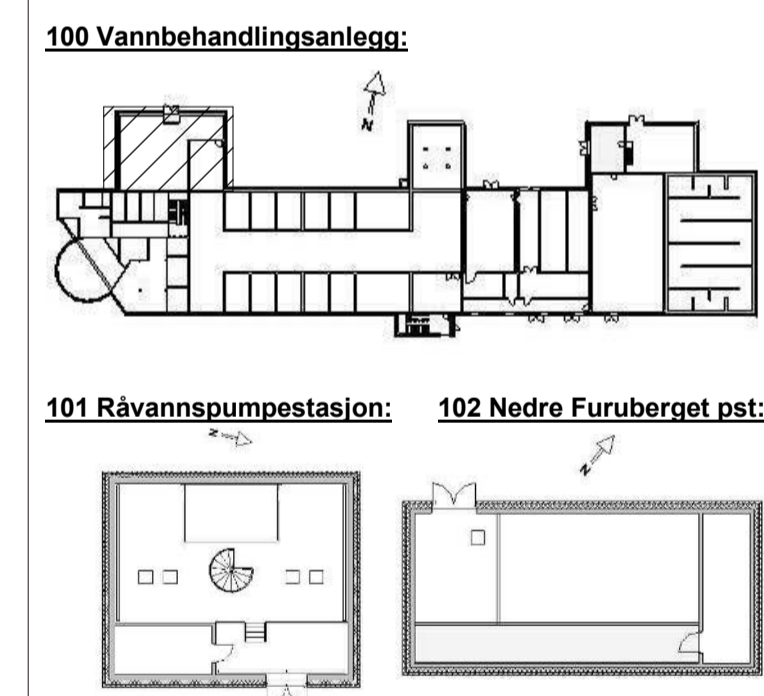 100 Vannbehandlingsanlegg:
N
101 Råvannspumpestasjon:
102 Nedre Furuberget pst:
N
N